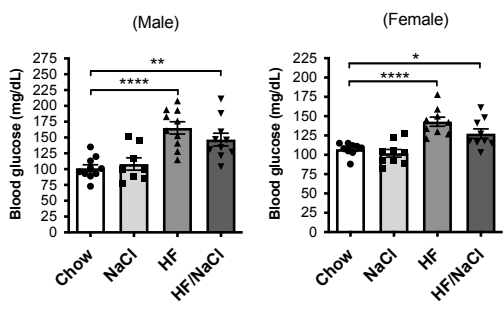 (Male)
Blood glucose (mg/dL)
275
250
225
200
175
150
125
100
75
50
25
0
**
****
Chow
NaCl
HF
HF/NaCl
(Female)
Blood glucose (mg/dL)
225
200
175
150
125
100
75
50
25
0
*
****
Chow
NaCl
HF
HF/NaCl